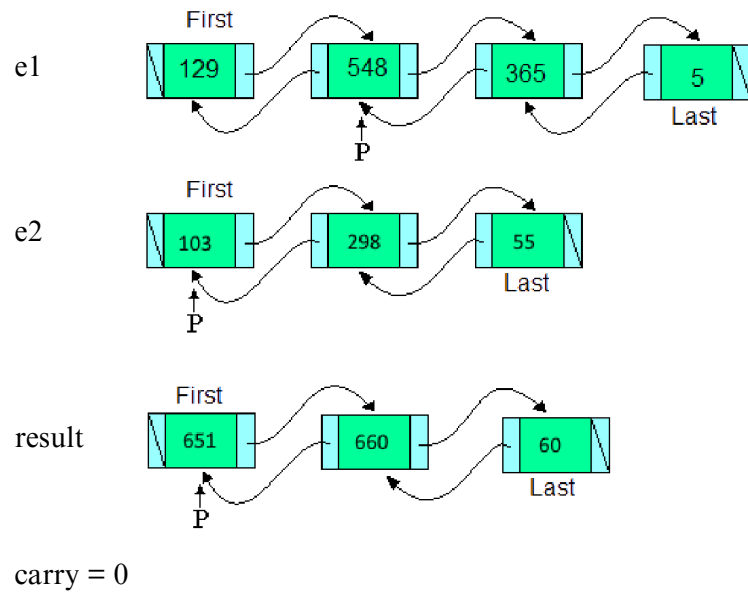 First
e1
129 548 365 5
Last
P
First
e2
103 298 55
Last
P
First
result
651 660 60
Last
P
carry = 0